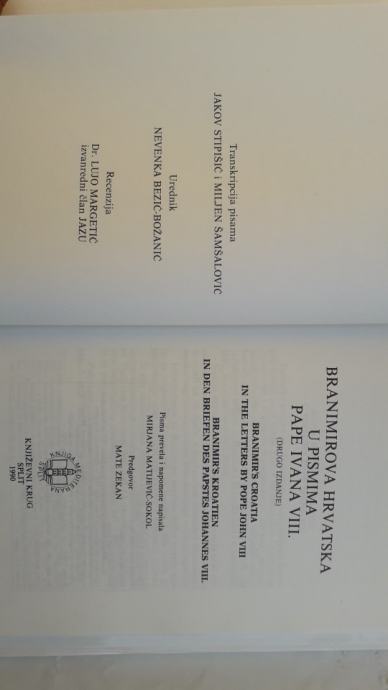 Transkripcija pisama
JAKOV STIPIŠIĆ i MILJEN ŠAMŠALOVIĆ
Urednik
NEVENKA BEZIĆ-BOŽANIĆ
Recenzija
Dr. LUJO MARGETIĆ
izvanredni član JAZU
BRANIMIROVA HRVATSKA
U PISMIMA
PAPE IVANA VIII.
(DRUGO IZDANJE)
BRANIMIR'S CROATIA
IN THE LETTERS BY POPE JOHN VIII
BRANIMIR'S KROATIEN
IN DEN BRIEFEN DES PAPSTES JOHANNES VIII.
Pisma prevela i napomene napisala
MIRJANA MATIJEVIĆ-SOKOL
Predgovor
MATE ZEKAN
KNJIŽEVNI KRUG
SPLIT
1990